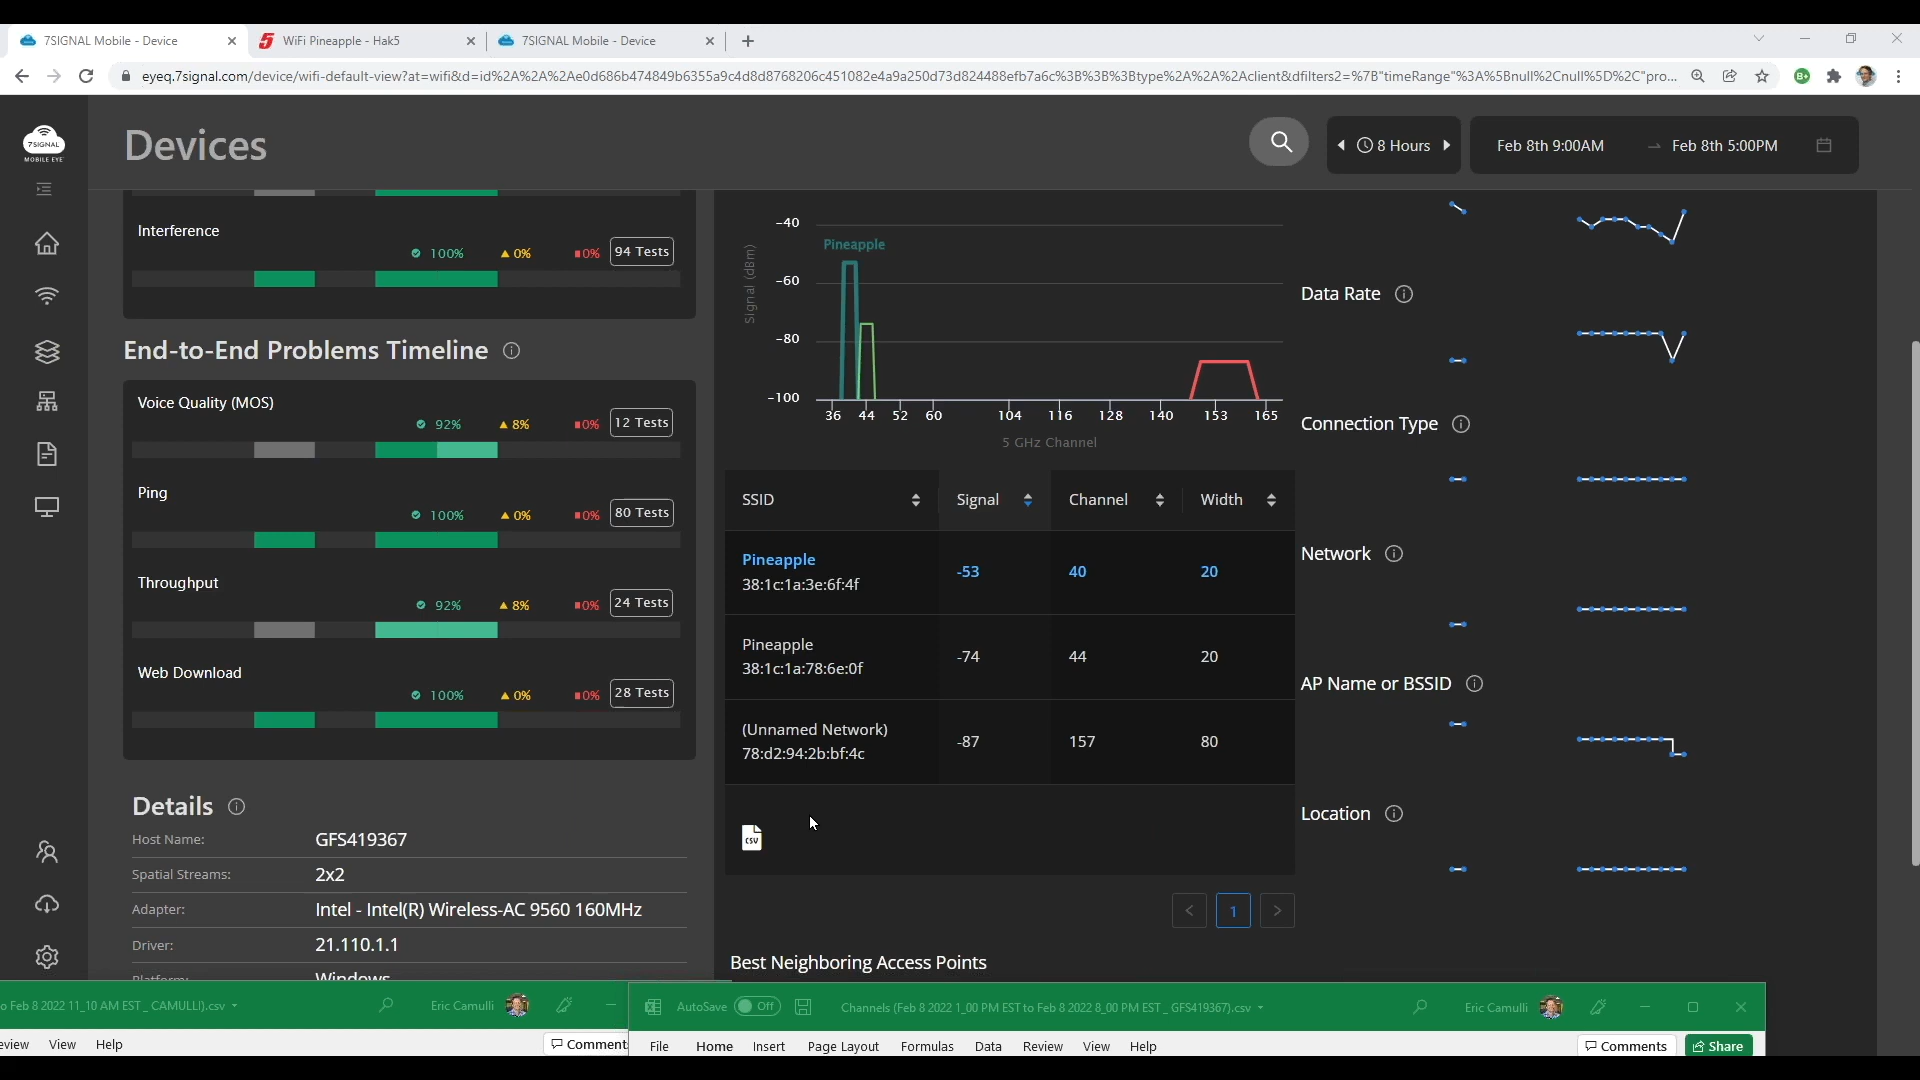 7SIGNAL Mobile - Device
WiFi Pineapple - Hak5
7SIGNAL Mobile - Device
eyeq.7signal.com/device/wifi-default-view?at=wifi&d=id%2A%2A%2Ae0d686b474849b6355a9c4d8d8768206c451082e4a9a250d73d824488efb7a6c%3B%3B%3Btype%2A%2A%2Aclient&dfilters2=%7B"timeRange"%3A%5Bnull%2Cnull%5D%2C"pro...
7SIGNAL
MOBILE EYE
Devices
8 Hours
Feb 8th 9:00AM
Feb 8th 5:00PM
Interference
100%
0%
0%
94 Tests
End-to-End Problems Timeline
Voice Quality (MOS)
92%
8%
0%
12 Tests
Ping
100%
0%
0%
80 Tests
Throughput
92%
8%
0%
24 Tests
Web Download
100%
0%
0%
28 Tests
Details
Host Name: GFS419367
Spatial Streams: 2x2
Adapter: Intel - Intel(R) Wireless-AC 9560 160MHz
Driver: 21.110.1.1
Platform: Windows
Signal (dBm)
-40
-60
-80
-100
Pineapple
36 44 52 60 104 116 128 140 153 165
5 GHz Channel
SSID Signal Channel Width
Pineapple
38:1c:1a:3e:6f:4f
-53 40 20
Pineapple
38:1c:1a:78:6e:0f
-74 44 20
(Unnamed Network)
78:d2:94:2b:bf:4c
-87 157 80
CSV
< 1 >
Best Neighboring Access Points
Data Rate
Connection Type
Network
AP Name or BSSID
Location
o Feb 8 2022 11_10 AM EST _ CAMULLI).csv
Eric Camulli
eview View Help
Comment
AutoSave Off
Channels (Feb 8 2022 1_00 PM EST to Feb 8 2022 8_00 PM EST _ GFS419367).csv
Eric Camulli
File Home Insert Page Layout Formulas Data Review View Help
Comments
Share